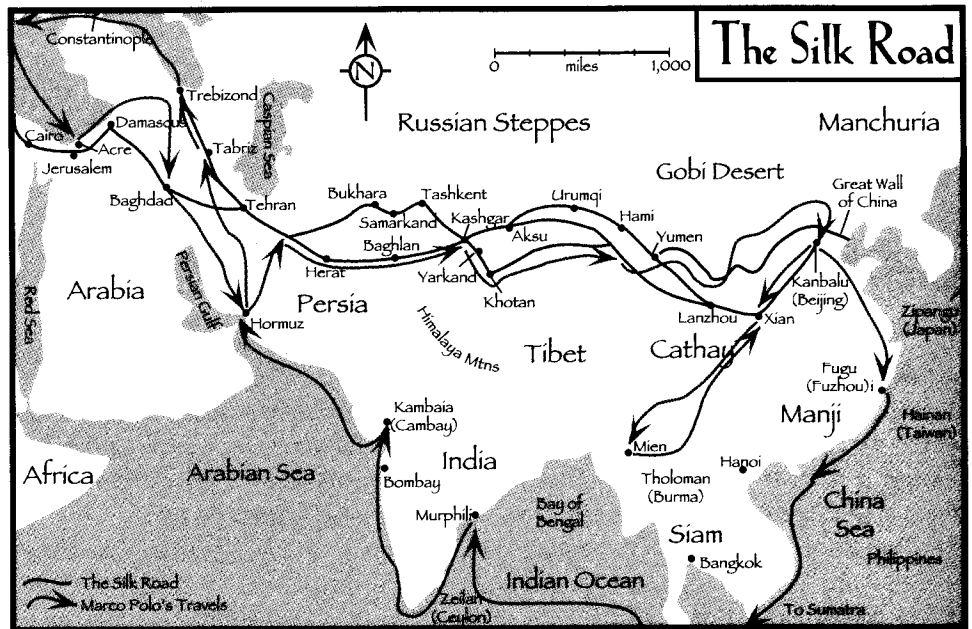 The Silk Road
Constantinople
N
0 miles 1,000
Trebizond
Caspian Sea
Russian Steppes
Manchuria
Cairo
Damascus
Acre
Jerusalem
Tabriz
Gobi Desert
Great Wall
of China
Baghdad
Tehran
Bukhara
Tashkent
Samarkand
Kashgar
Urumqi
Hami
Aksu
Yumen
Baghlan
Herat
Yarkand
Khotan
Kanbalu
(Beijing)
Red Sea
Arabia
Persian Gulf
Persia
Hormuz
Himalaya Mtns
Tibet
Lanzhou
Xian
Cathay
Zipangu
(Japan)
Fugu
(Fuzhou)i
Kambaia
(Cambay)
Manji
Hainan
(Taiwan)
Africa
Arabian Sea
India
Bombay
Mien
Hanoi
Tholoman
(Burma)
Murphili
Bay of
Bengal
China
Sea
Siam
Bangkok
Philippines
The Silk Road
Marco Polo's Travels
Zeilan
(Ceylon)
Indian Ocean
To Sumatra